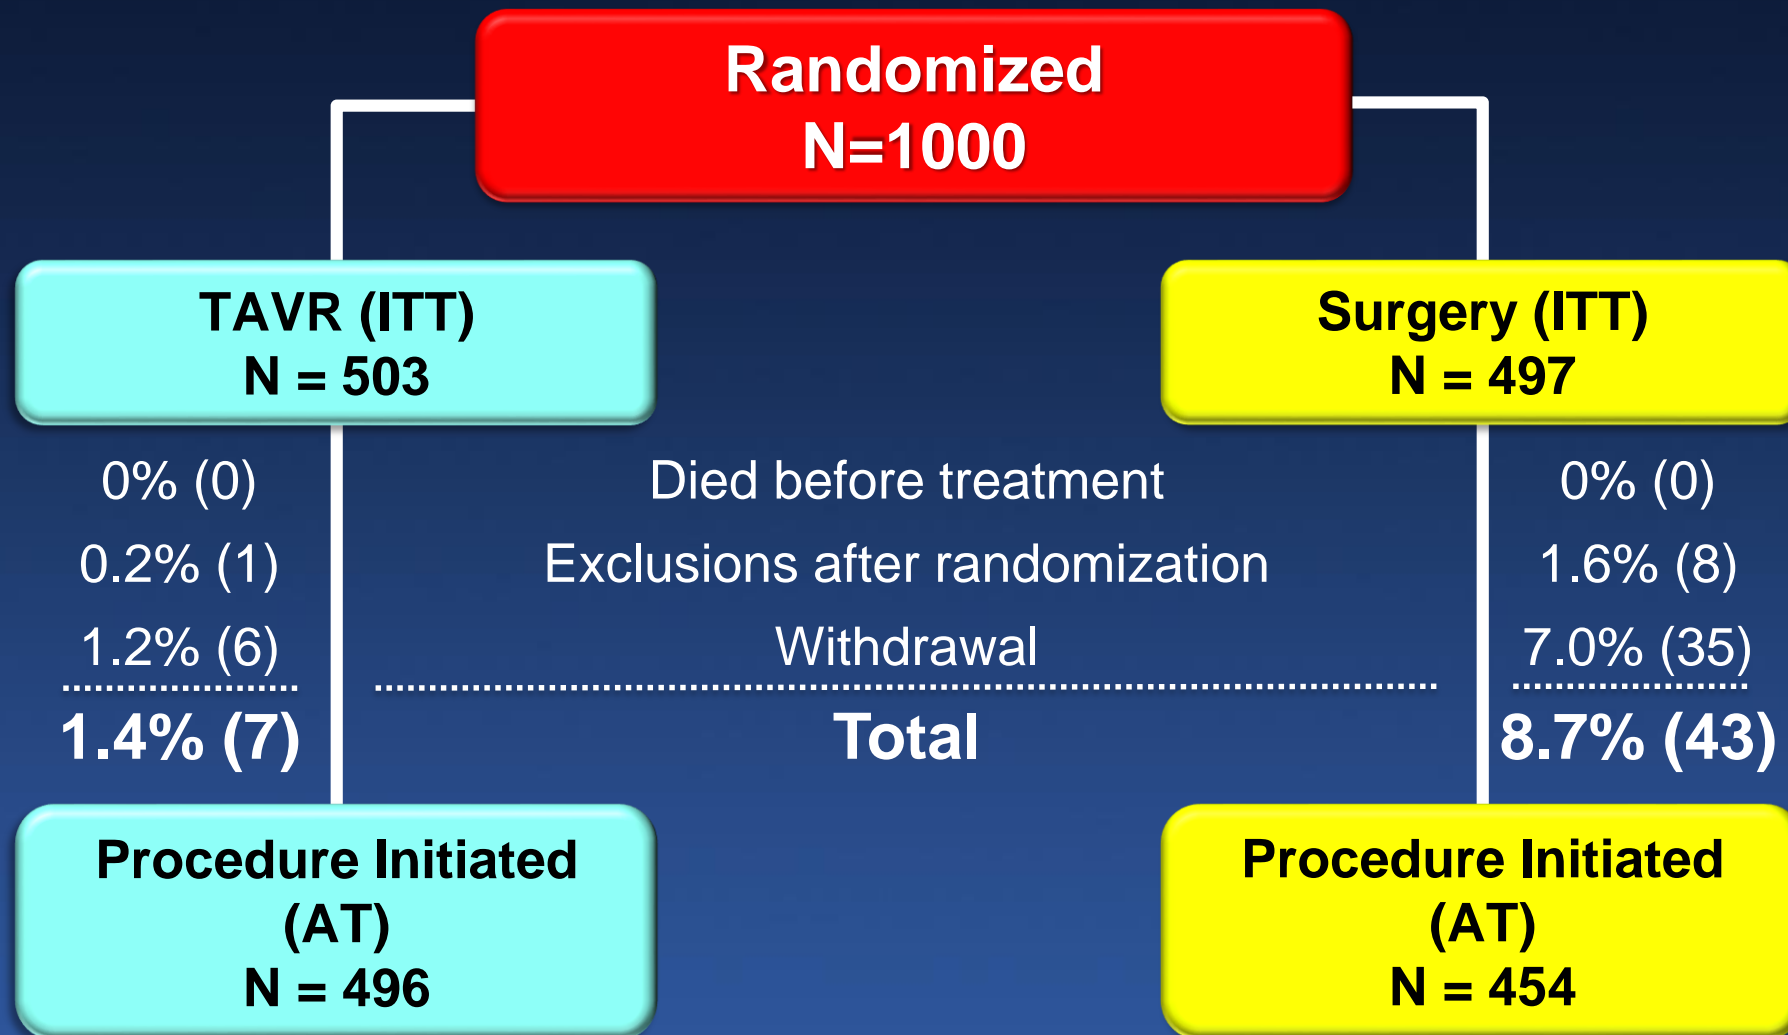 Randomized
N=1000
TAVR (ITT)
N = 503
Surgery (ITT)
N = 497
0% (0) Died before treatment 0% (0)
0.2% (1) Exclusions after randomization 1.6% (8)
1.2% (6) Withdrawal 7.0% (35)
1.4% (7) Total 8.7% (43)
Procedure Initiated
(AT)
N = 496
Procedure Initiated
(AT)
N = 454